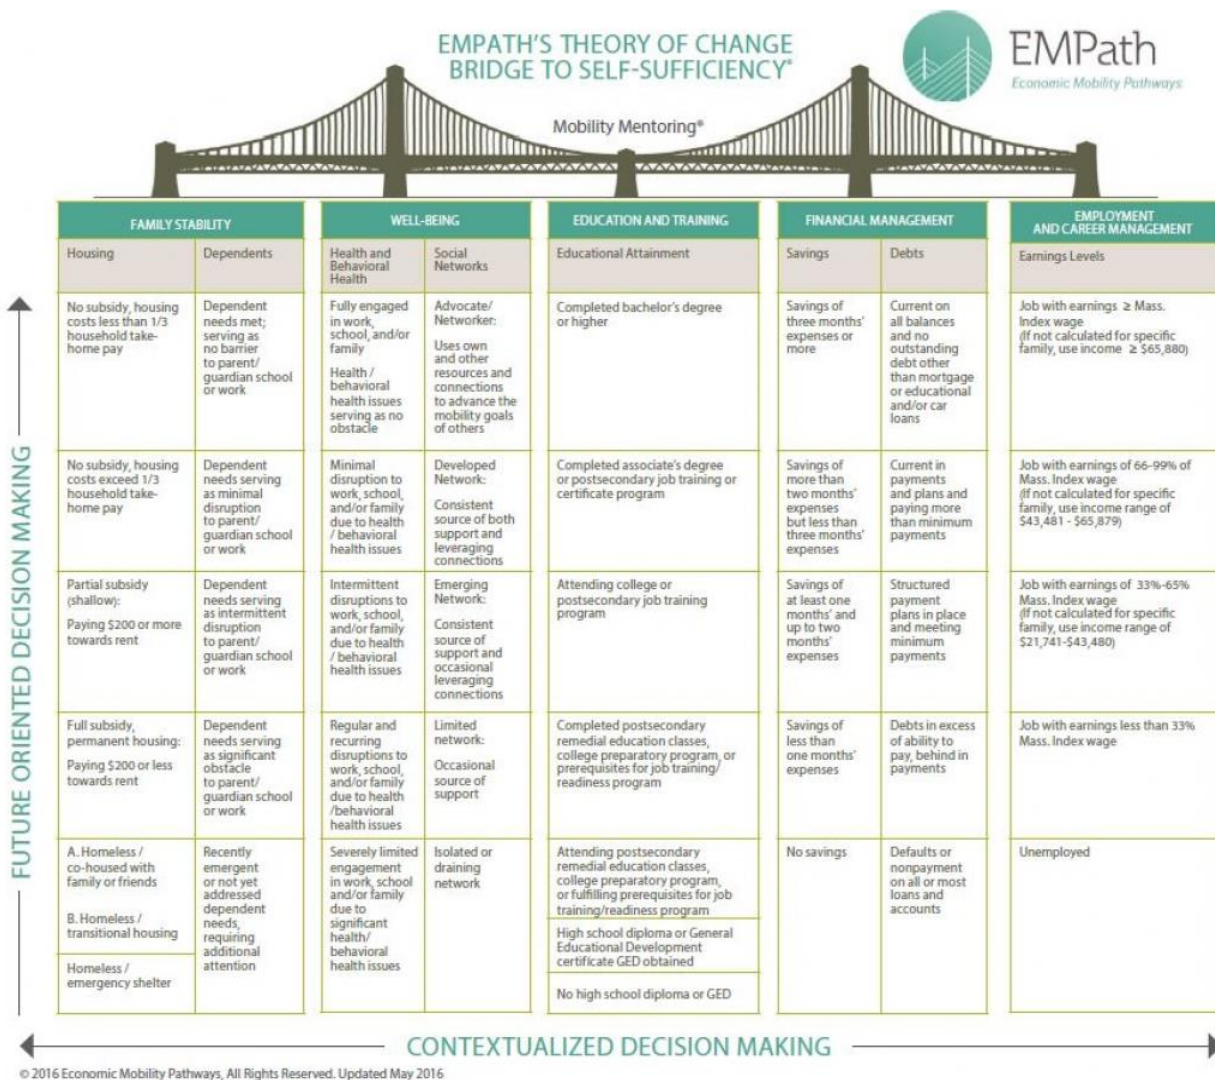 EMPATH'S THEORY OF CHANGE
BRIDGE TO SELF-SUFFICIENCY®
EMPath
Economic Mobility Pathways
Mobility Mentoring®
FAMILY STABILITY
WELL-BEING
EDUCATION AND TRAINING
FINANCIAL MANAGEMENT
EMPLOYMENT
AND CAREER MANAGEMENT
Housing
Dependents
Health and
Behavioral
Health
Social
Networks
Educational Attainment
Savings
Debts
Earnings Levels
No subsidy, housing
costs less than 1/3
household take-
home pay
Dependent
needs met;
serving as
no barrier
to parent/
guardian school
or work
Fully engaged
in work,
school, and/or
family
Health /
behavioral
health issues
serving as no
obstacle
Advocate/
Networker:
Uses own
and other
resources and
connections
to advance the
mobility goals
of others
Completed bachelor's degree
or higher
Savings of
three months'
expenses or
more
Current on
all balances
and no
outstanding
debt other
than mortgage
or educational
and/or car
loans
Job with earnings ≥ Mass.
Index wage
(If not calculated for specific
family, use income ≥ $65,880)
No subsidy, housing
costs exceed 1/3
household take-
home pay
Dependent
needs serving
as minimal
disruption
to parent/
guardian school
or work
Minimal
disruption to
work, school,
and/or family
due to health
/ behavioral
health issues
Developed
Network:
Consistent
source of both
support and
leveraging
connections
Completed associate's degree
or postsecondary job training or
certificate program
Savings of
more than
two months'
expenses
but less than
three months'
expenses
Current in
payments
and plans and
paying more
than minimum
payments
Job with earnings of 66-99% of
Mass. Index wage
(If not calculated for specific
family, use income range of
$43,481 - $65,879)
Partial subsidy
(shallow):
Paying $200 or more
towards rent
Dependent
needs serving
as intermittent
disruption
to parent/
guardian school
or work
Intermittent
disruptions to
work, school,
and/or family
due to health
/ behavioral
health issues
Emerging
Network:
Consistent
source of
support and
occasional
leveraging
connections
Attending college or
postsecondary job training
program
Savings of
at least one
months' and
up to two
months'
expenses
Structured
payment
plans in place
and meeting
minimum
payments
Job with earnings of 33%-65%
Mass. Index wage
(If not calculated for specific
family, use income range of
$21,741-$43,480)
Full subsidy,
permanent housing:
Paying $200 or less
towards rent
Dependent
needs serving
as significant
obstacle
to parent/
guardian school
or work
Regular and
recurring
disruptions to
work, school,
and/or family
due to health
/behavioral
health issues
Limited
network:
Occasional
source of
support
Completed postsecondary
remedial education classes,
college preparatory program, or
prerequisites for job training/
readiness program
Savings of
less than
one months'
expenses
Debts in excess
of ability to
pay, behind in
payments
Job with earnings less than 33%
Mass. Index wage
A. Homeless /
co-housed with
family or friends
B. Homeless /
transitional housing
Homeless /
emergency shelter
Recently
emergent
or not yet
addressed
dependent
needs,
requiring
additional
attention
Severely limited
engagement
in work, school
and/or family
due to
significant
health/
behavioral
health issues
Isolated or
draining
network
Attending postsecondary
remedial education classes,
college preparatory program,
or fulfilling prerequisites for job
training/readiness program
High school diploma or General
Educational Development
certificate GED obtained
No high school diploma or GED
No savings
Defaults or
nonpayment
on all or most
loans and
accounts
Unemployed
FUTURE ORIENTED DECISION MAKING
CONTEXTUALIZED DECISION MAKING
© 2016 Economic Mobility Pathways, All Rights Reserved. Updated May 2016